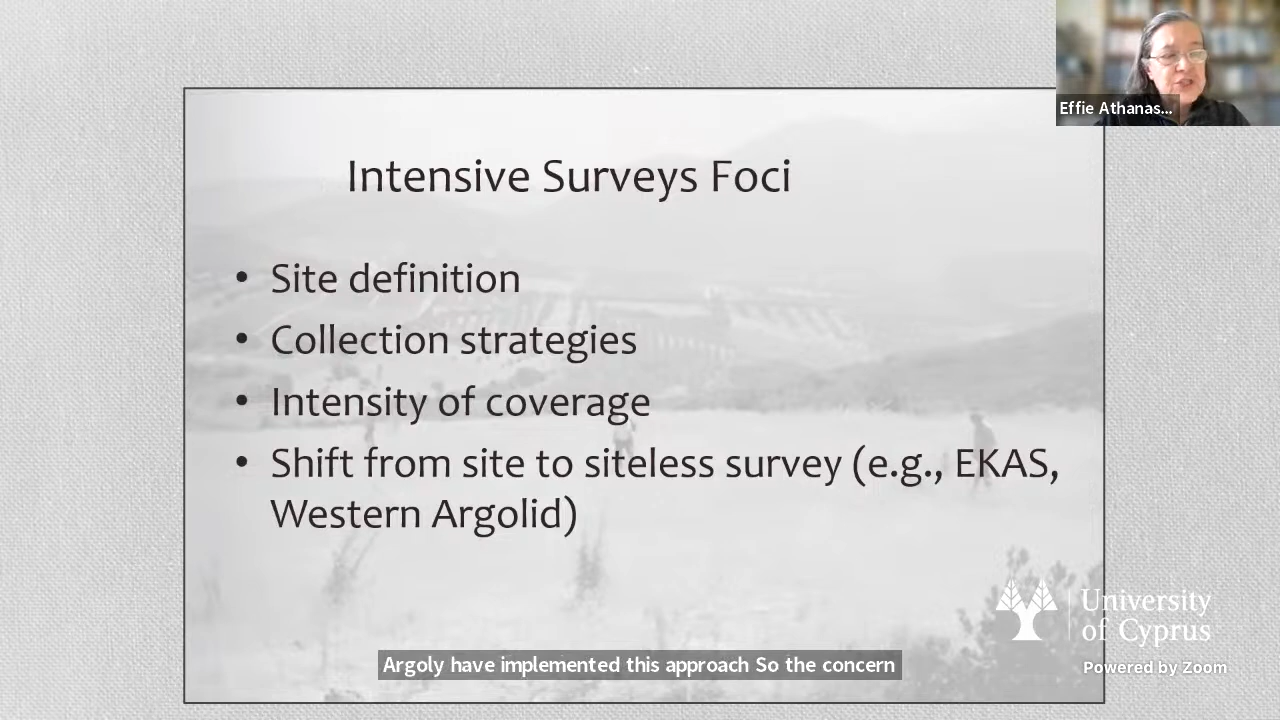 Effie Athanas...
Intensive Surveys Foci
• Site definition
• Collection strategies
• Intensity of coverage
• Shift from site to siteless survey (e.g., EKAS,
Western Argolid)
University
of Cyprus
Argoly have implemented this approach So the concern
Powered by Zoom